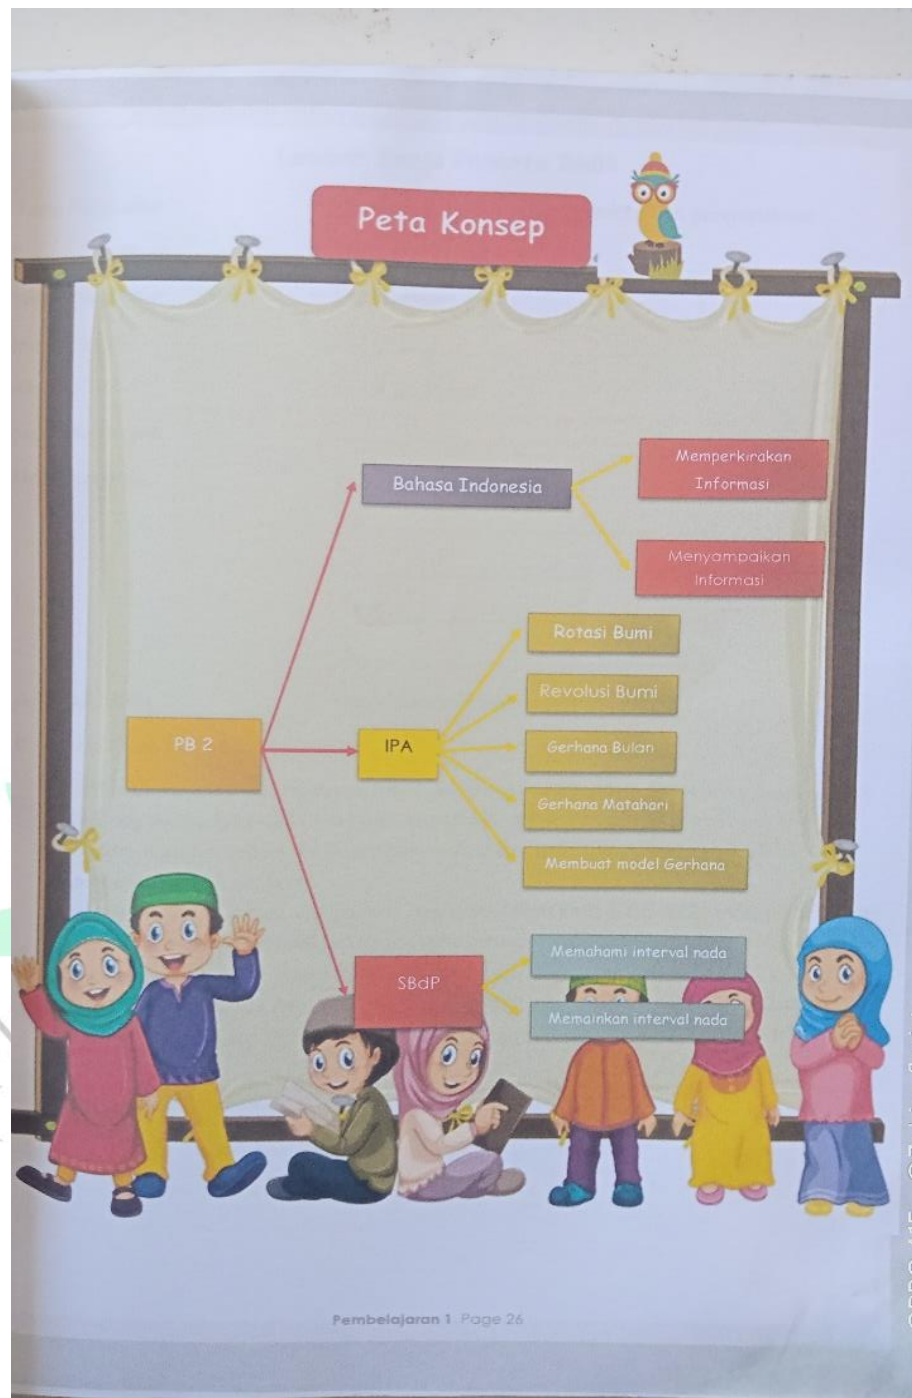 Peta Konsep
Bahasa Indonesia
Memperkirakan
Informasi
Menyampaikan
Informasi
PB 2
IPA
Rotasi Bumi
Revolusi Bumi
Gerhana Bulan
Gerhana Matahari
Membuat model Gerhana
SBdP
Memahami interval nada
Memainkan interval nada
Pembelajaran 1 Page 26